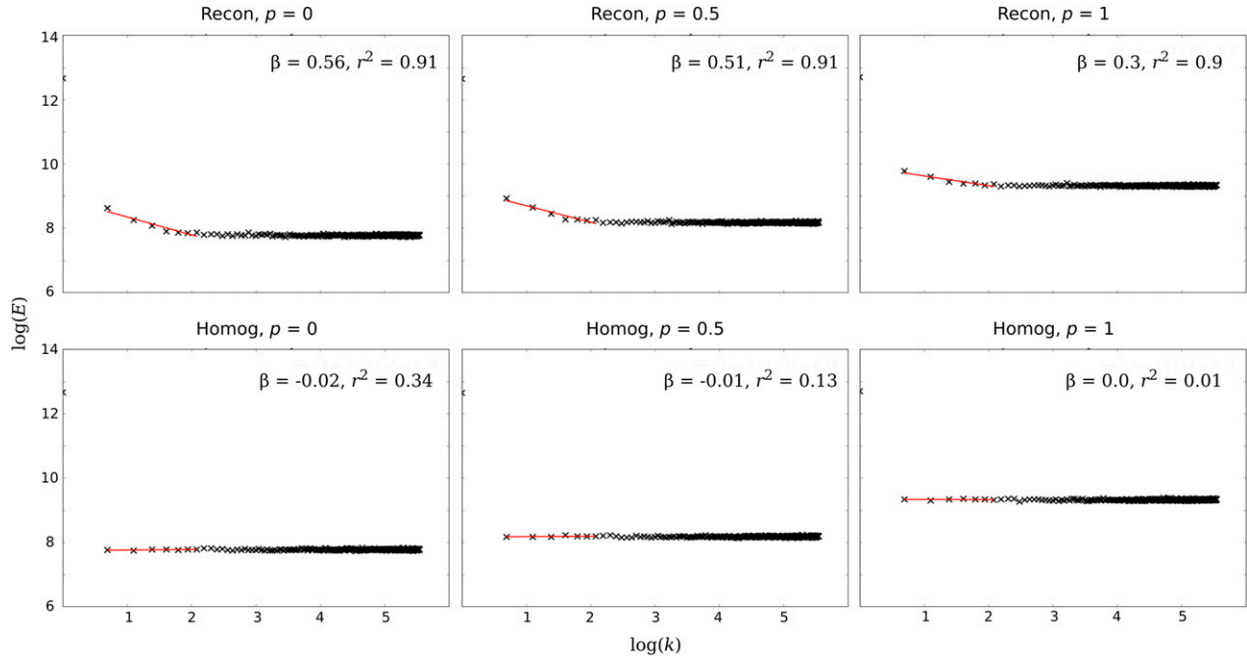 Recon, p = 0
Recon, p = 0.5
Recon, p = 1
14
12
10
8
6
β = 0.56, r² = 0.91
β = 0.51, r² = 0.91
β = 0.3, r² = 0.9
log(E)
Homog, p = 0
Homog, p = 0.5
Homog, p = 1
14
12
10
8
6
β = -0.02, r² = 0.34
β = -0.01, r² = 0.13
β = 0.0, r² = 0.01
1 2 3 4 5
1 2 3 4 5
1 2 3 4 5
log(k)